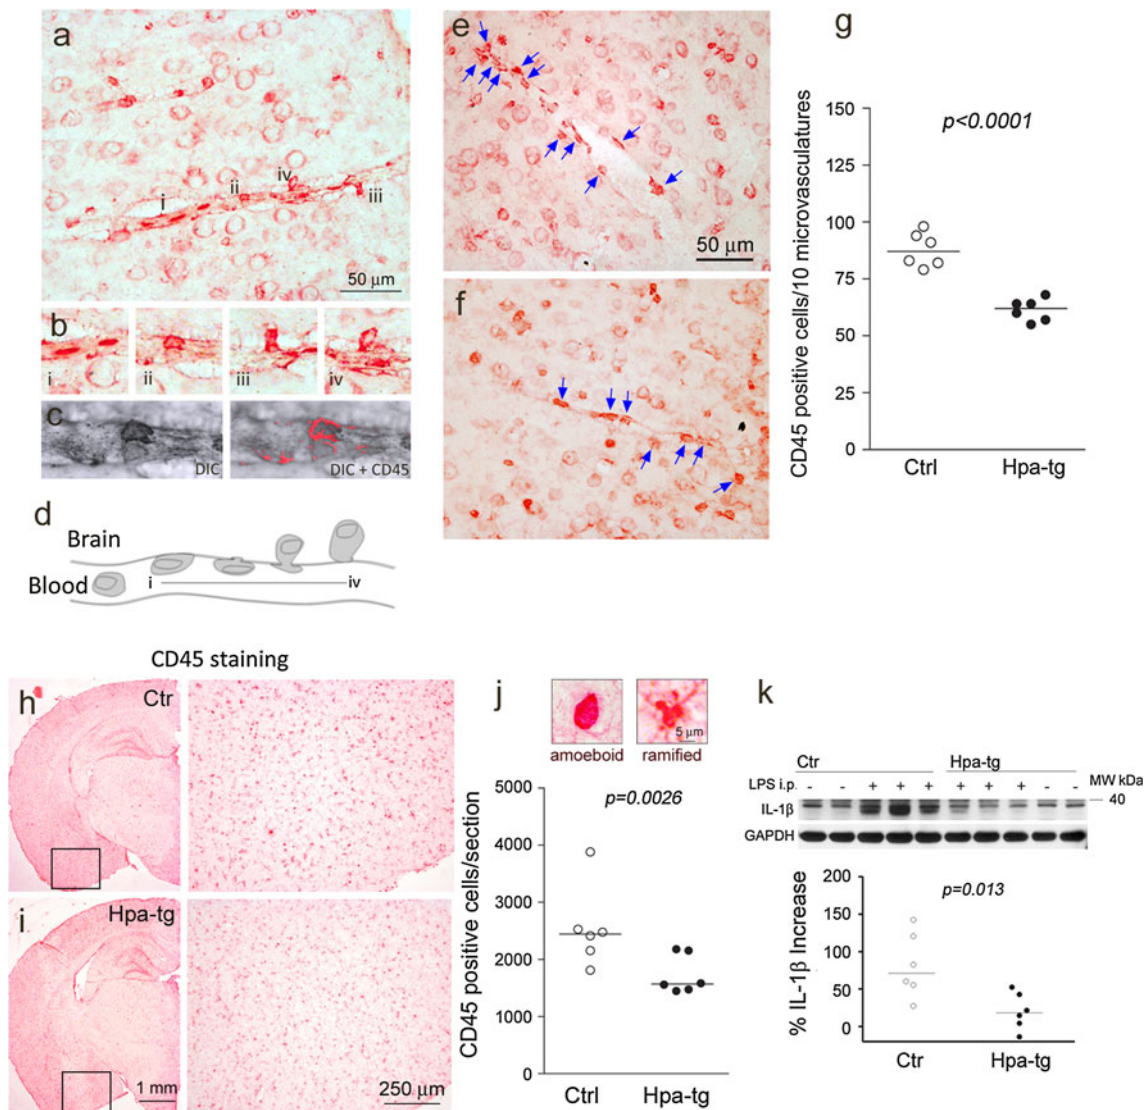 a
i
ii
iv
iii
50 μm
b
i
ii
iii
iv
c
DIC
DIC + CD45
d
Brain
Blood
i
iv
e
50 μm
f
g
CD45 positive cells/10 microvasculatures
150
125
100
75
50
25
0
p<0.0001
Ctrl
Hpa-tg
CD45 staining
h
Ctr
i
Hpa-tg
1 mm
250 μm
j
amoeboid
ramified
5 μm
CD45 positive cells/section
5000
4000
3000
2000
1000
0
p=0.0026
Ctrl
Hpa-tg
k
Ctr
Hpa-tg
LPS i.p. - - + + + + + + - - MW kDa
IL-1β
40
GAPDH
% IL-1β Increase
200
150
100
50
0
p=0.013
Ctr
Hpa-tg